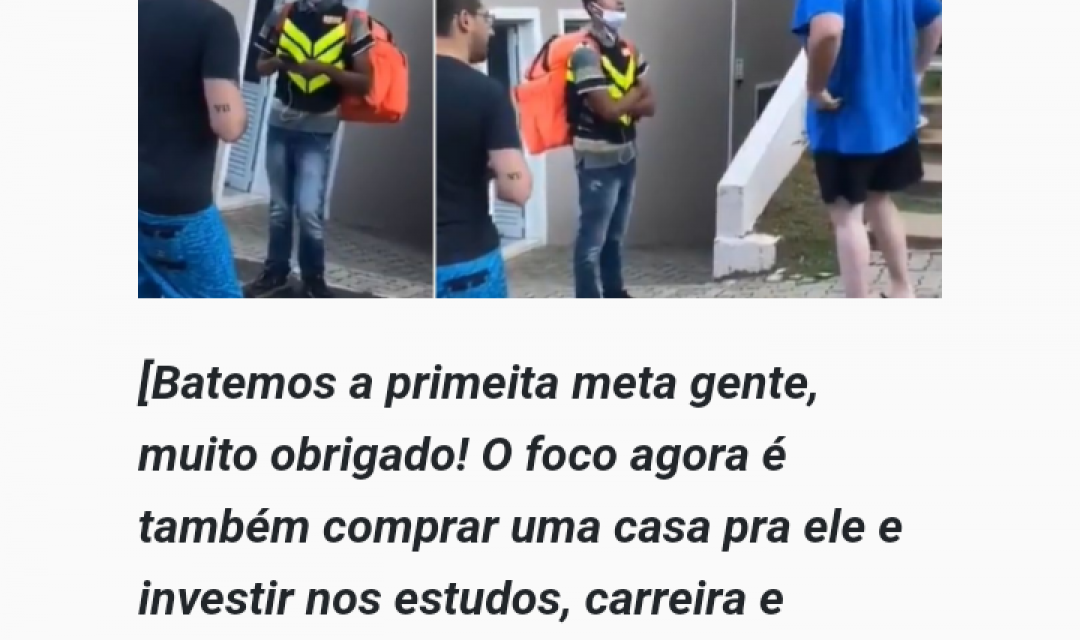 [Batemos a primeita meta gente,
muito obrigado! O foco agora é
também comprar uma casa pra ele e
investir nos estudos, carreira e